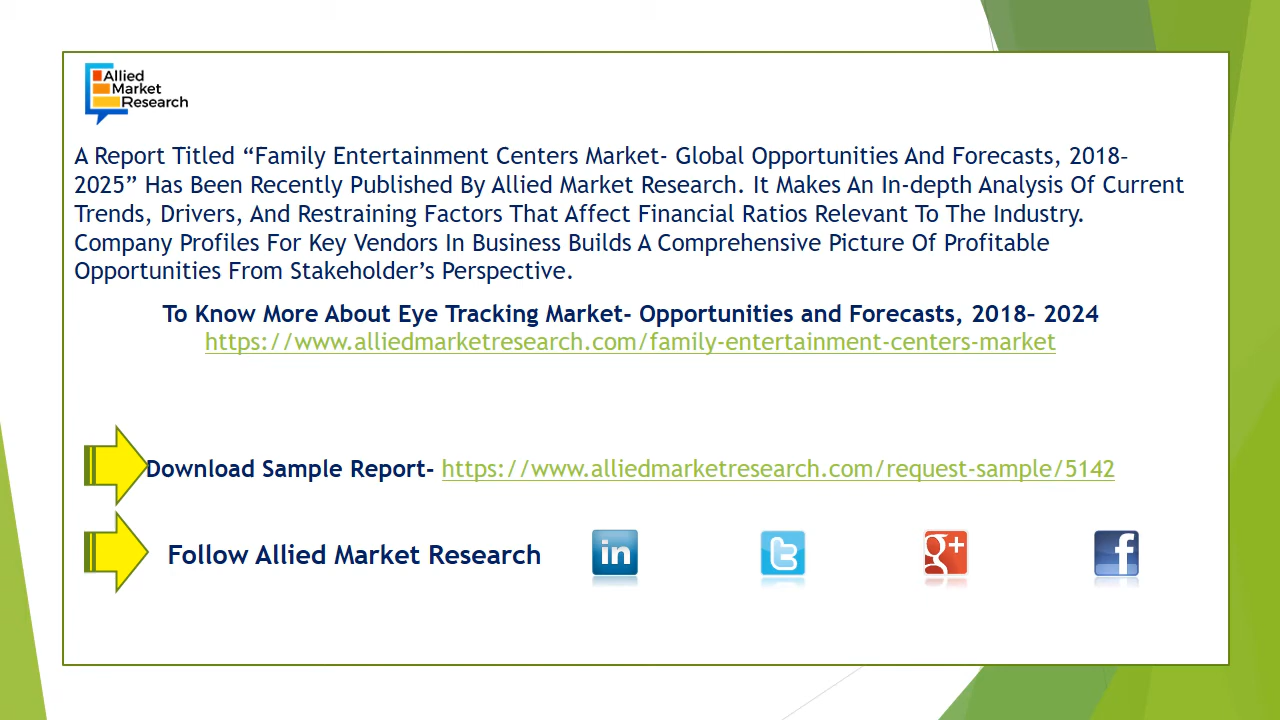 Allied
Market
Research
A Report Titled “Family Entertainment Centers Market- Global Opportunities And Forecasts, 2018–
2025” Has Been Recently Published By Allied Market Research. It Makes An In-depth Analysis Of Current
Trends, Drivers, And Restraining Factors That Affect Financial Ratios Relevant To The Industry.
Company Profiles For Key Vendors In Business Builds A Comprehensive Picture Of Profitable
Opportunities From Stakeholder’s Perspective.
To Know More About Eye Tracking Market- Opportunities and Forecasts, 2018– 2024
https://www.alliedmarketresearch.com/family-entertainment-centers-market
Download Sample Report- https://www.alliedmarketresearch.com/request-sample/5142
Follow Allied Market Research in t g+ f